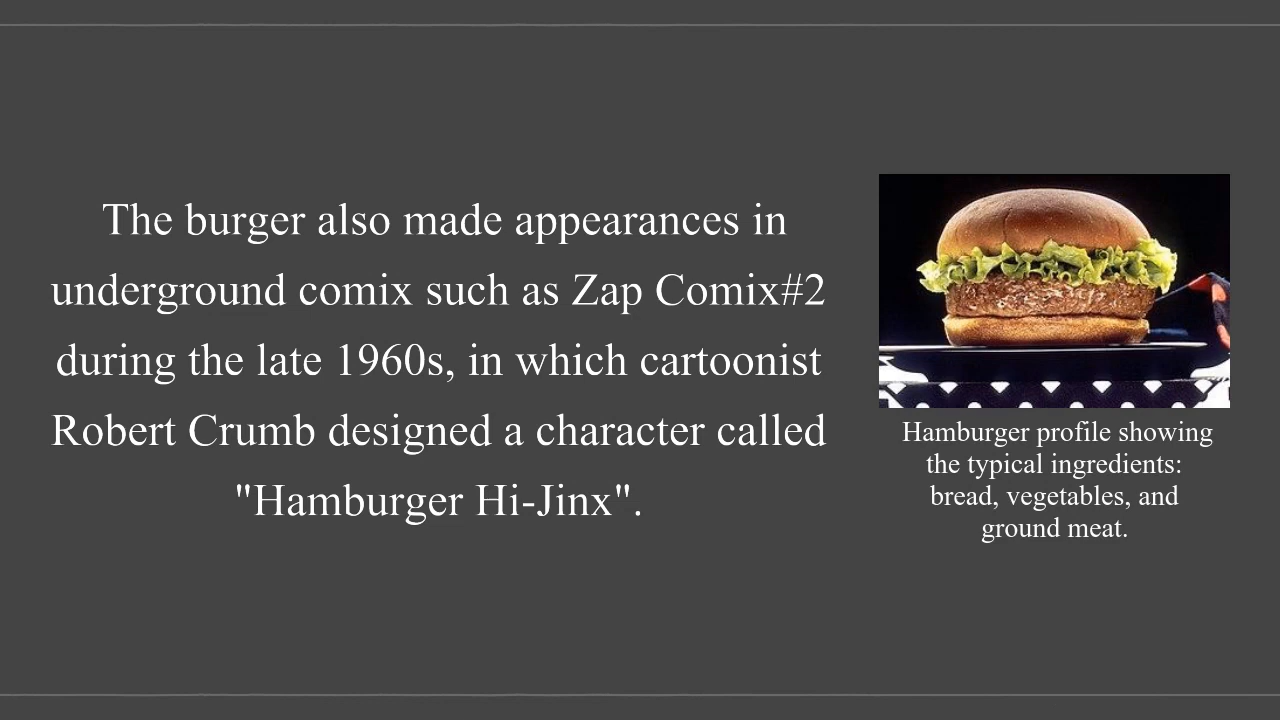 The burger also made appearances in
underground comix such as Zap Comix#2
during the late 1960s, in which cartoonist
Robert Crumb designed a character called
"Hamburger Hi-Jinx".
Hamburger profile showing
the typical ingredients:
bread, vegetables, and
ground meat.